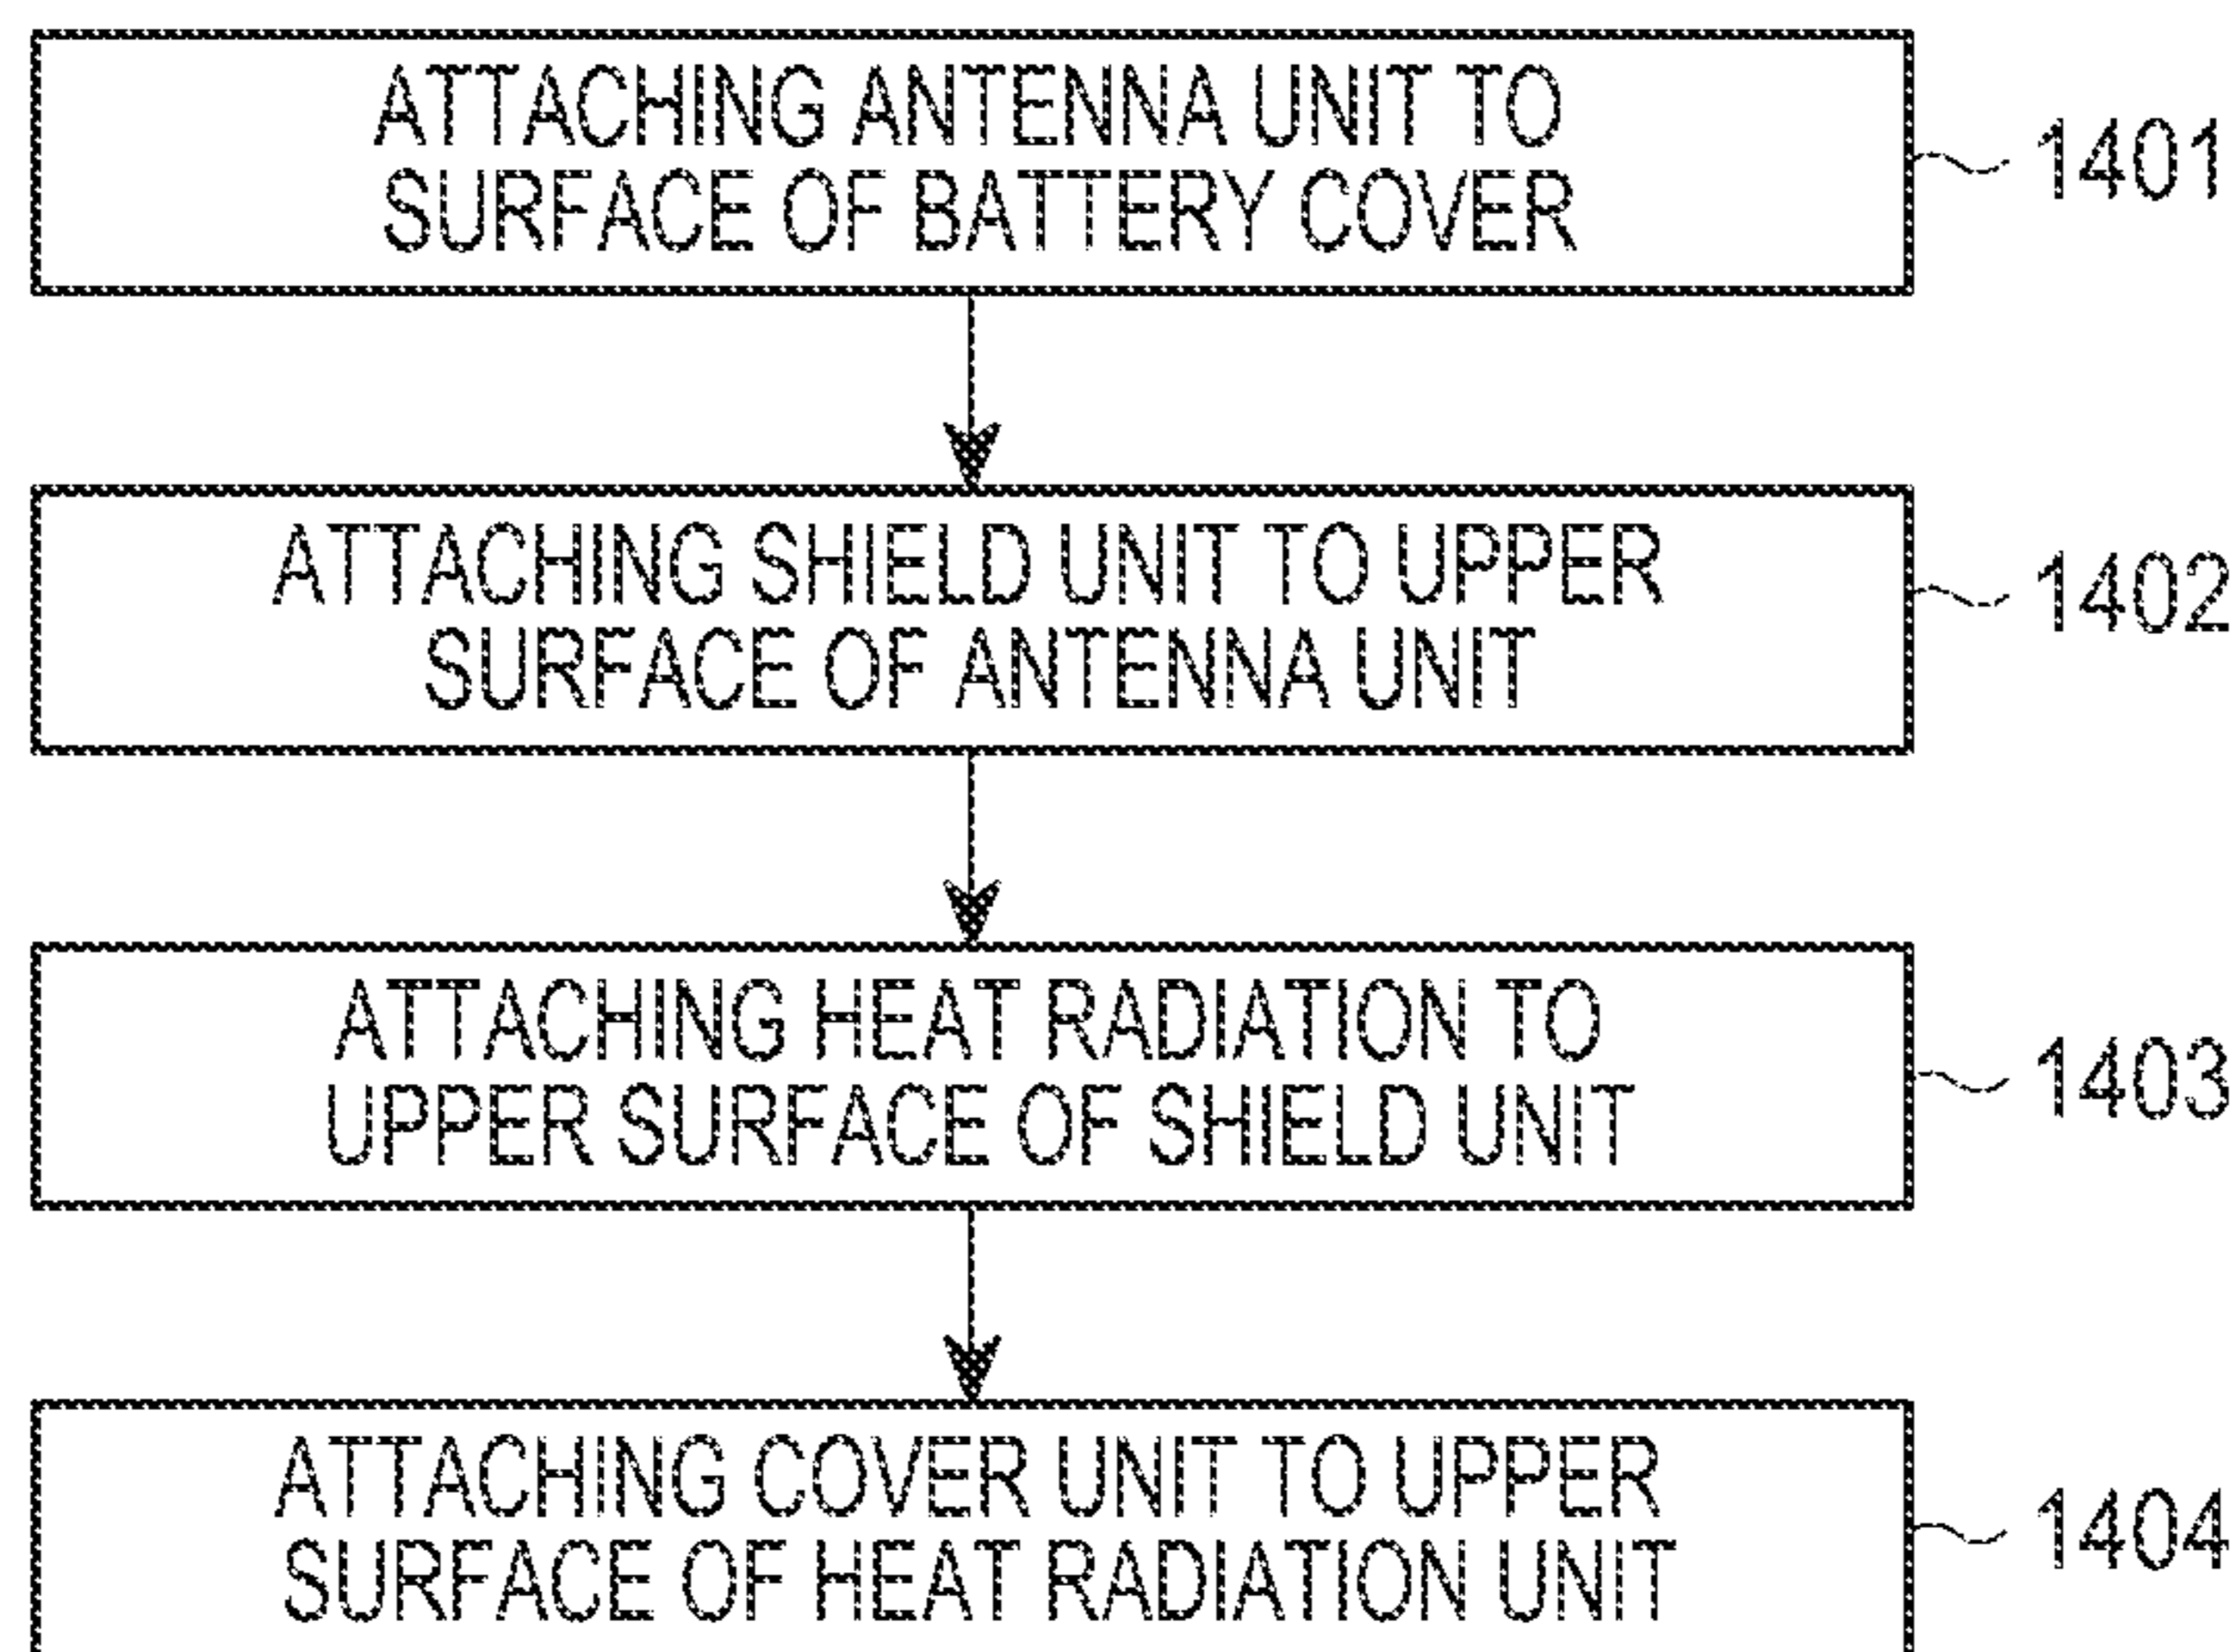 ATTACHING ANTENNA UNIT TO
SURFACE OF BATTERY COVER
1401
ATTACHING SHIELD UNIT TO UPPER
SURFACE OF ANTENNA UNIT
1402
ATTACHING HEAT RADIATION TO
UPPER SURFACE OF SHIELD UNIT
1403
ATTACHING COVER UNIT TO UPPER
SURFACE OF HEAT RADIATION UNIT
1404